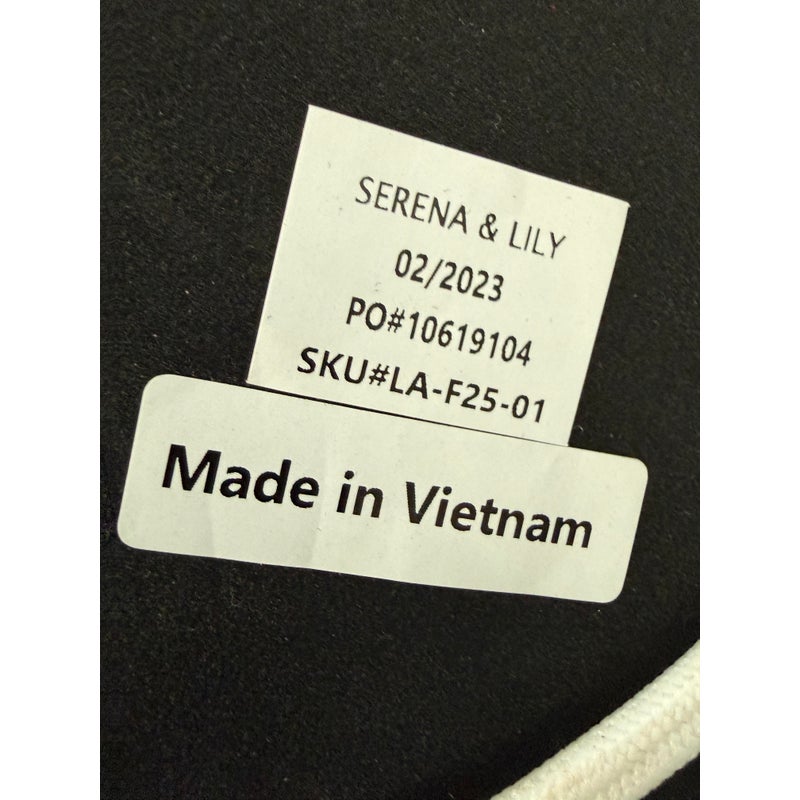 SERENA & LILY
02/2023
PO#10619104
SKU#LA-F25-01
Made in Vietnam